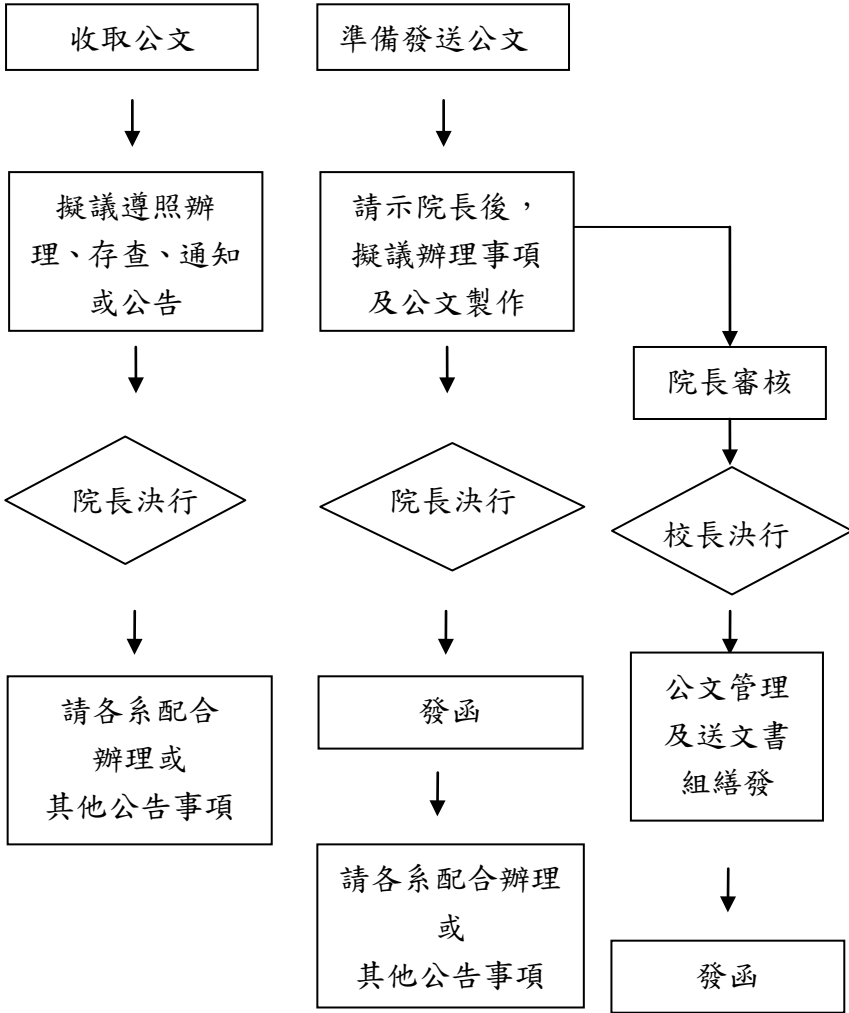 收取公文
擬議遵照辦
理、存查、通知
或公告
院長決行
請各系配合
辦理或
其他公告事項
準備發送公文
請示院長後，
擬議辦理事項
及公文製作
院長決行
發函
請各系配合辦理
或
其他公告事項
院長審核
校長決行
公文管理
及送文書
組繕發
發函